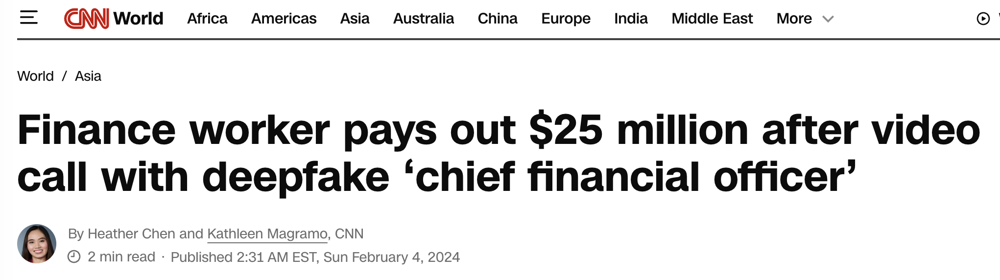 CNN World Africa Americas Asia Australia China Europe India Middle East More
World / Asia
Finance worker pays out $25 million after video
call with deepfake ‘chief financial officer’
By Heather Chen and Kathleen Magramo, CNN
2 min read · Published 2:31 AM EST, Sun February 4, 2024